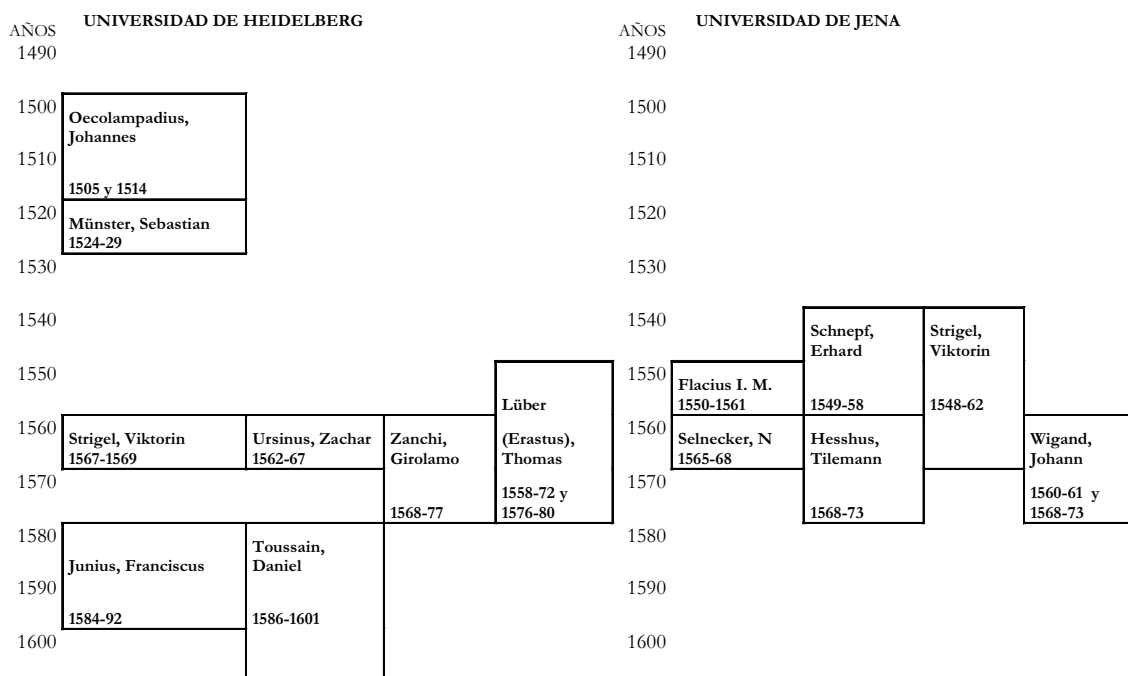 UNIVERSIDAD DE HEIDELBERG
AÑOS
1490
1500
1510
1520
1530
1540
1550
1560
1570
1580
1590
1600
Oecolampadius,
Johannes
1505 y 1514
Münster, Sebastian
1524-29
Strigel, Viktorin
1567-1569
Ursinus, Zachar
1562-67
Zanchi,
Girolamo
1568-77
Lüber
(Erastus),
Thomas
1558-72 y
1576-80
Junius, Franciscus
1584-92
Toussain,
Daniel
1586-1601
UNIVERSIDAD DE JENA
AÑOS
1490
1500
1510
1520
1530
1540
1550
1560
1570
1580
1590
1600
Flacius I. M.
1550-1561
Schnepf,
Erhard
1549-58
Strigel,
Viktorin
1548-62
Selnecker, N
1565-68
Hesshus,
Tilemann
1568-73
Wigand,
Johann
1560-61 y
1568-73